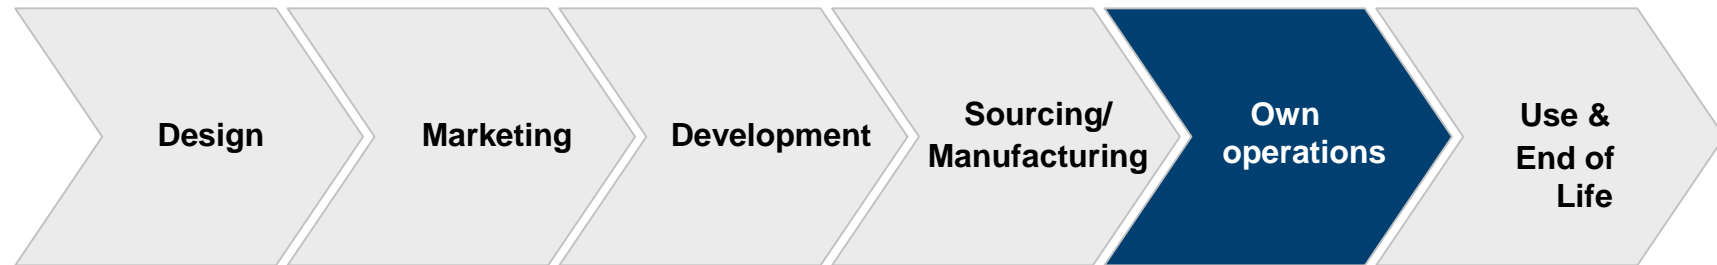 Design
Marketing
Development
Sourcing/
Manufacturing
Own
operations
Use &
End of
Life